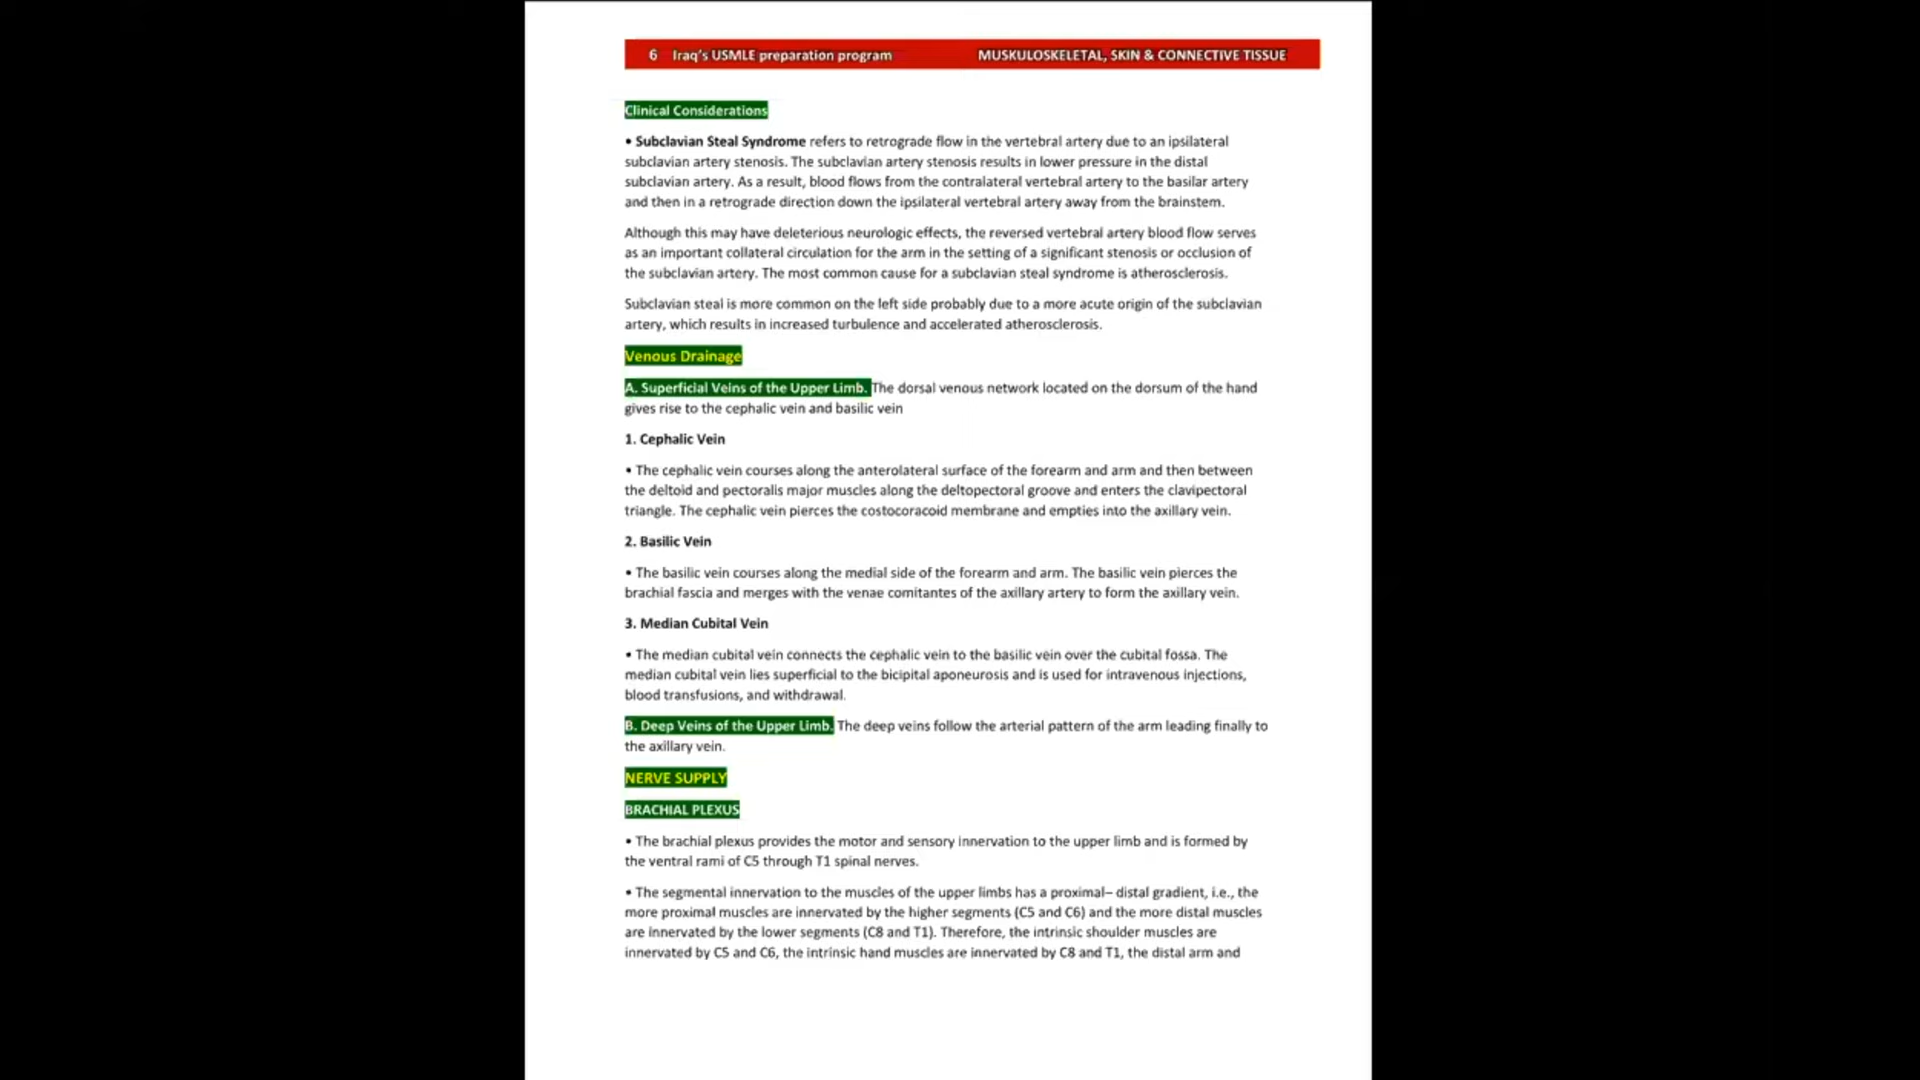 6 Iraq's USMLE preparation program MUSKULOSKELETAL, SKIN & CONNECTIVE TISSUE
Clinical Considerations
• Subclavian Steal Syndrome refers to retrograde flow in the vertebral artery due to an ipsilateral
subclavian artery stenosis. The subclavian artery stenosis results in lower pressure in the distal
subclavian artery. As a result, blood flows from the contralateral vertebral artery to the basilar artery
and then in a retrograde direction down the ipsilateral vertebral artery away from the brainstem.
Although this may have deleterious neurologic effects, the reversed vertebral artery blood flow serves
as an important collateral circulation for the arm in the setting of a significant stenosis or occlusion of
the subclavian artery. The most common cause for a subclavian steal syndrome is atherosclerosis.
Subclavian steal is more common on the left side probably due to a more acute origin of the subclavian
artery, which results in increased turbulence and accelerated atherosclerosis.
Venous Drainage
A. Superficial Veins of the Upper Limb. The dorsal venous network located on the dorsum of the hand
gives rise to the cephalic vein and basilic vein
1. Cephalic Vein
• The cephalic vein courses along the anterolateral surface of the forearm and arm and then between
the deltoid and pectoralis major muscles along the deltopectoral groove and enters the clavipectoral
triangle. The cephalic vein pierces the costocoracoid membrane and empties into the axillary vein.
2. Basilic Vein
• The basilic vein courses along the medial side of the forearm and arm. The basilic vein pierces the
brachial fascia and merges with the venae comitantes of the axillary artery to form the axillary vein.
3. Median Cubital Vein
• The median cubital vein connects the cephalic vein to the basilic vein over the cubital fossa. The
median cubital vein lies superficial to the bicipital aponeurosis and is used for intravenous injections,
blood transfusions, and withdrawal.
B. Deep Veins of the Upper Limb. The deep veins follow the arterial pattern of the arm leading finally to
the axillary vein.
NERVE SUPPLY
BRACHIAL PLEXUS
• The brachial plexus provides the motor and sensory innervation to the upper limb and is formed by
the ventral rami of C5 through T1 spinal nerves.
• The segmental innervation to the muscles of the upper limbs has a proximal– distal gradient, i.e., the
more proximal muscles are innervated by the higher segments (C5 and C6) and the more distal muscles
are innervated by the lower segments (C8 and T1). Therefore, the intrinsic shoulder muscles are
innervated by C5 and C6, the intrinsic hand muscles are innervated by C8 and T1, the distal arm and